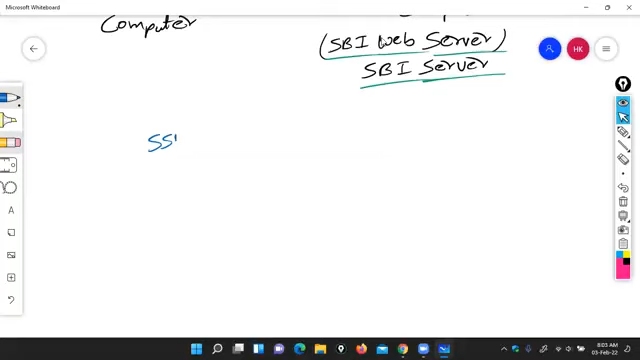 Microsoft Whiteboard
Computer
(SBI Web Server)
SBI Server
HK
SS
8:03 AM
03-Feb-22